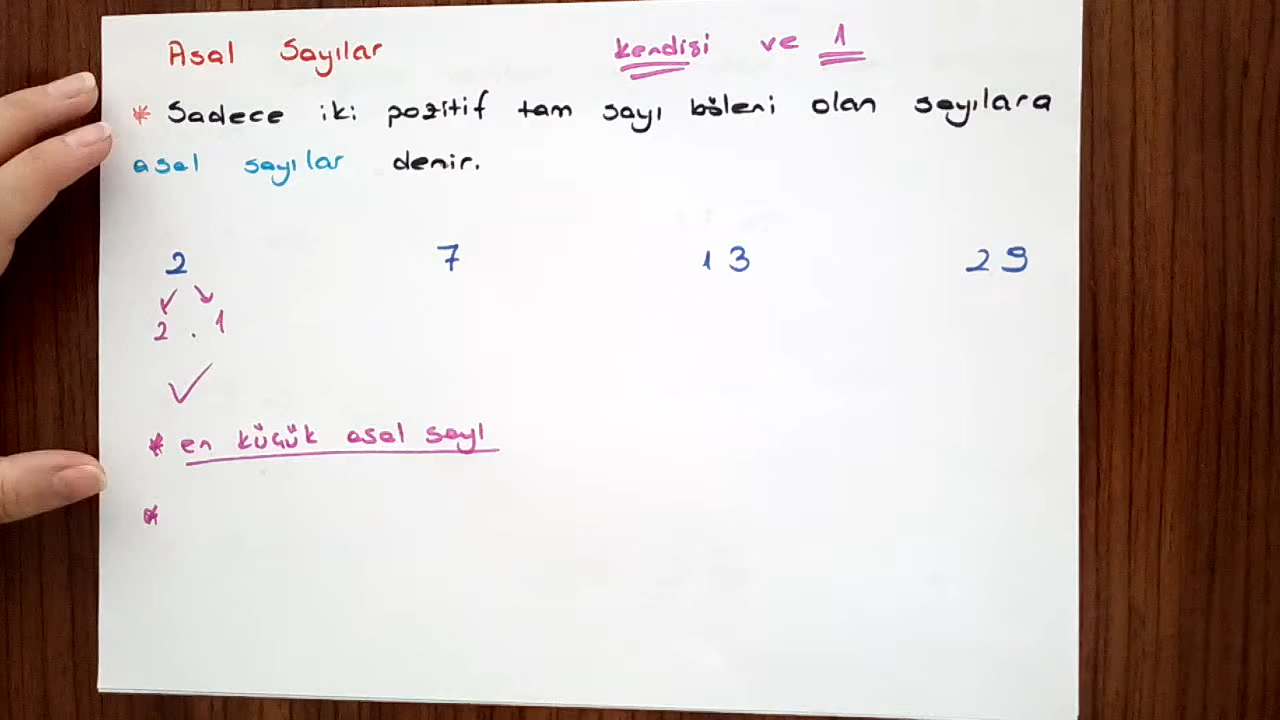 Asal Sayılar kendisi ve 1
* Sadece iki pozitif tam sayı böleni olan sayılara
asal sayılar denir.
2 7 13 29
2 . 1
✓
* en küçük asal sayı
*